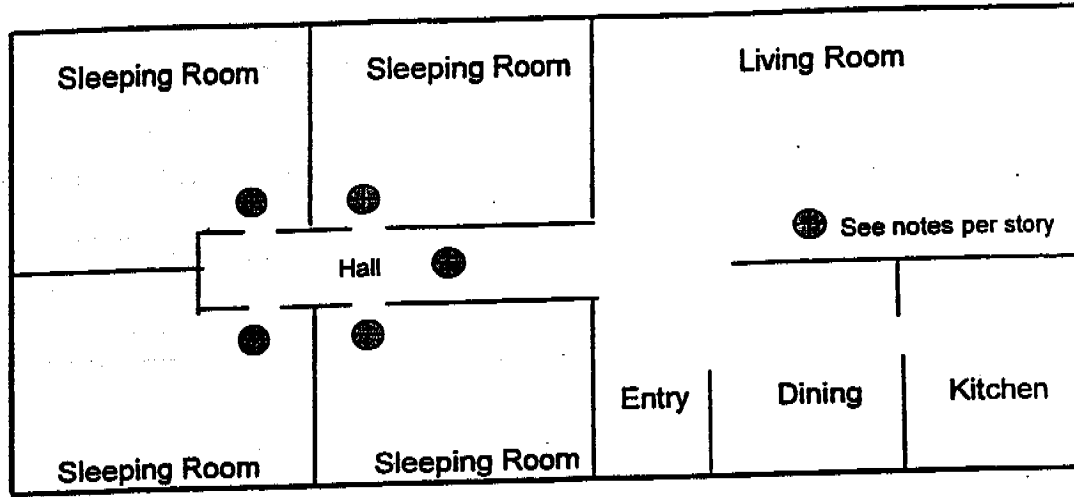 Sleeping Room
Sleeping Room
Living Room
See notes per story
Hall
Entry
Dining
Kitchen
Sleeping Room
Sleeping Room